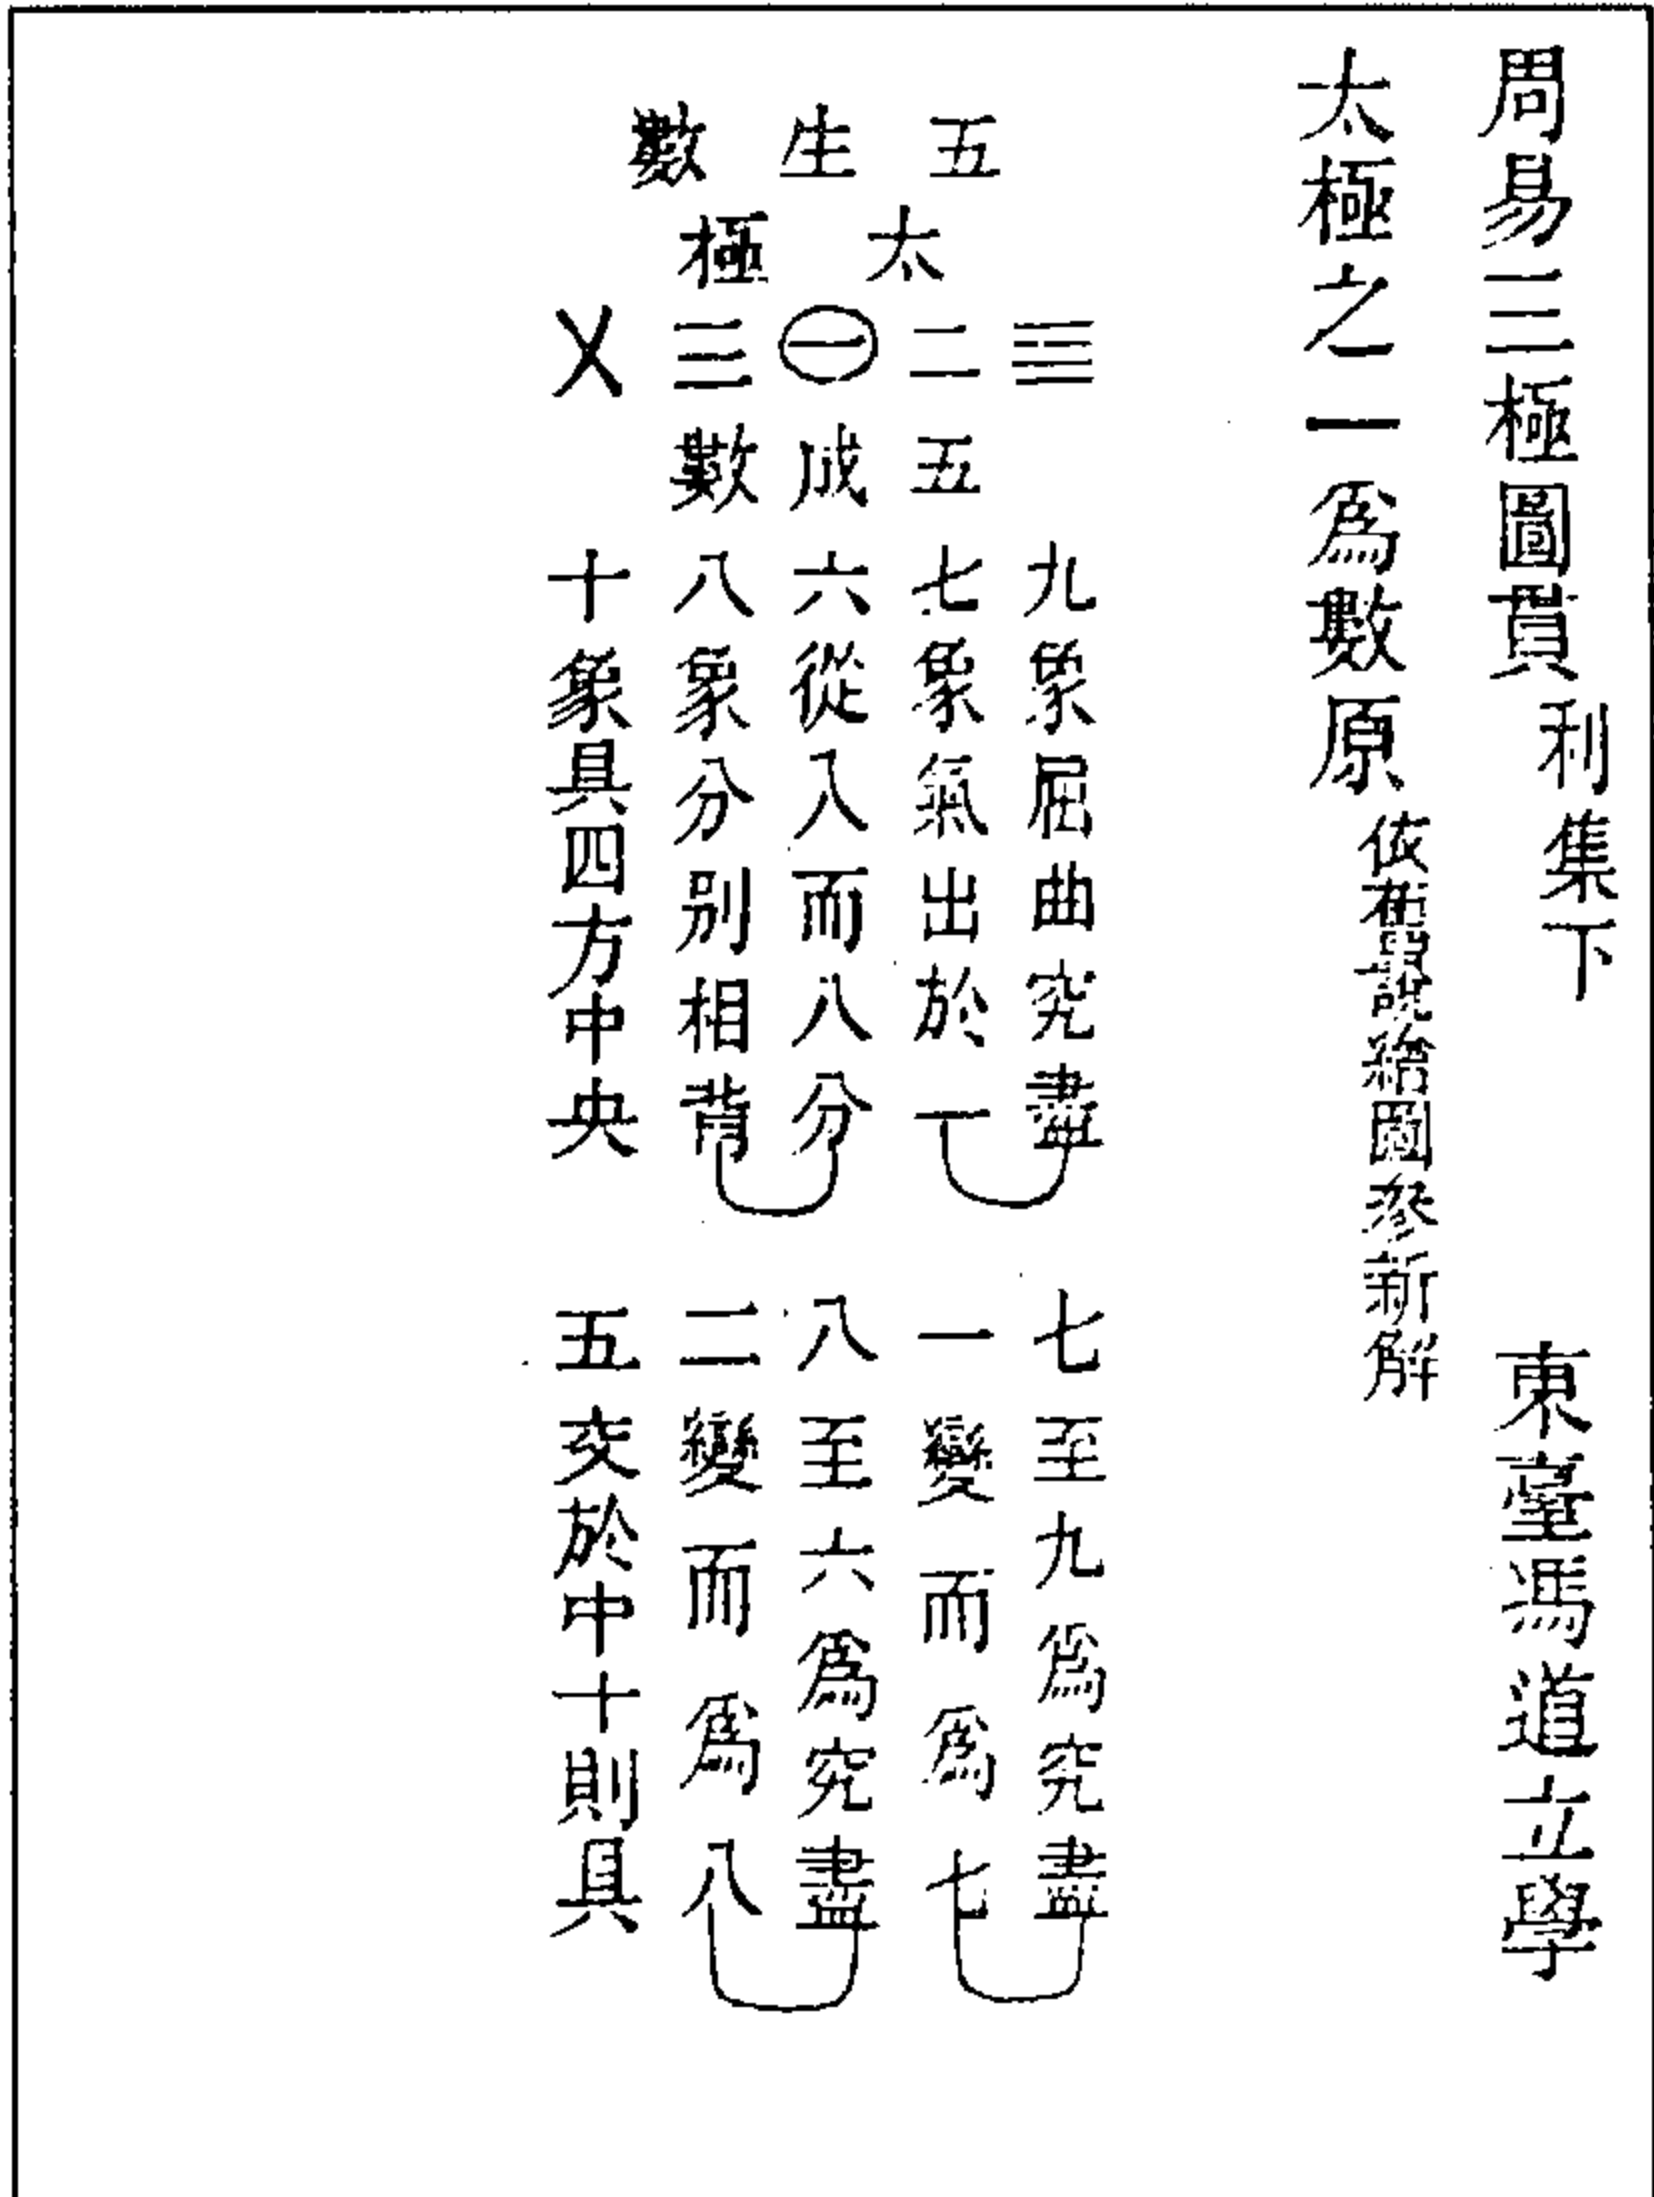 周易三極圖貫 利集下 東臺馮道立學
太極之一爲數原 依說繪圖參新解
五生數
太極
亖二一三㐅
五成數
九象屈曲究盡
七象氣出於一
六從入而八分
八象分別相背
十象具四方中央
七至九爲究盡
一變而爲七
八至六爲究盡
二變而爲八
五交於中十則具